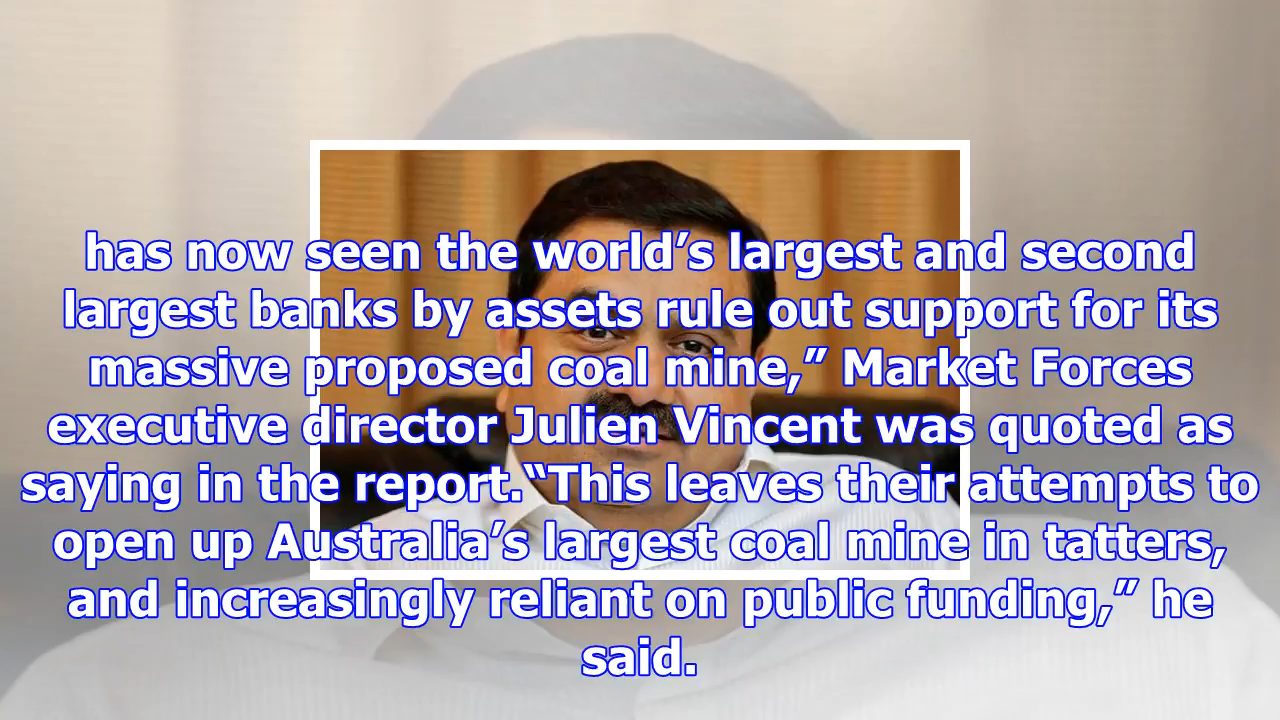 has now seen the world’s largest and second
largest banks by assets rule out support for its
massive proposed coal mine,” Market Forces
executive director Julien Vincent was quoted as
saying in the report.“This leaves their attempts to
open up Australia’s largest coal mine in tatters,
and increasingly reliant on public funding,” he
said.